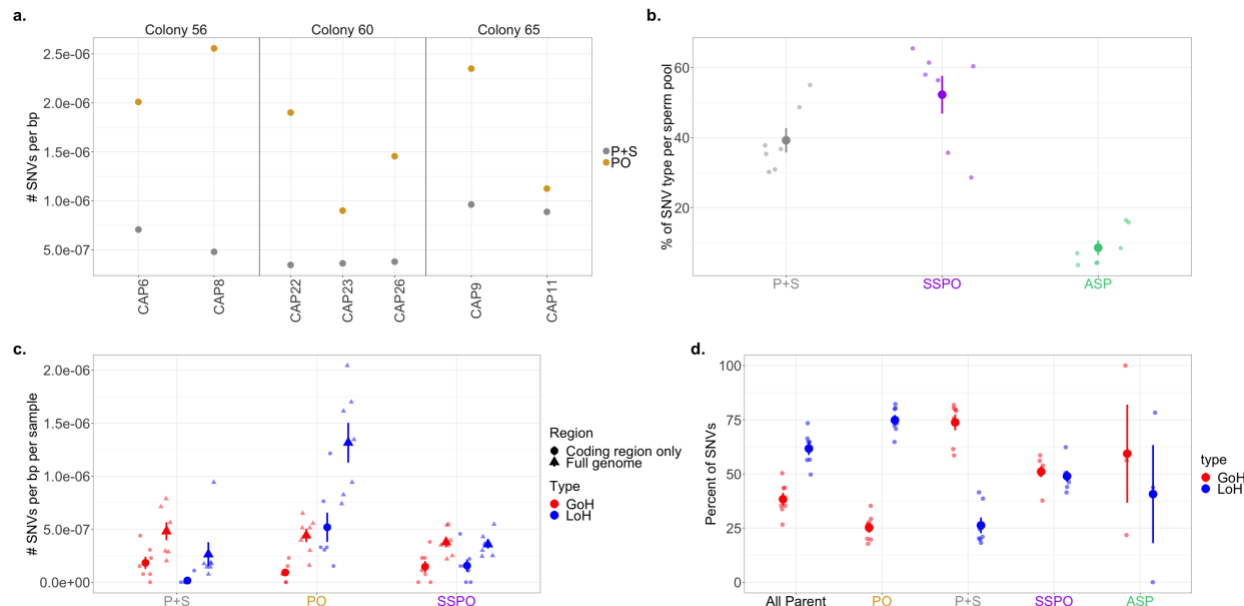 a.
Colony 56
Colony 60
Colony 65
# SNVs per bp
2.5e-06
2.0e-06
1.5e-06
1.0e-06
5.0e-07
CAP6
CAP8
CAP22
CAP23
CAP26
CAP9
CAP11
P+S
PO
b.
% of SNV type per sperm pool
60
40
20
P+S
SSPO
ASP
c.
# SNVs per bp per sample
2.0e-06
1.5e-06
1.0e-06
5.0e-07
0.0e+00
P+S
PO
SSPO
Region
Coding region only
Full genome
Type
GoH
LoH
d.
Percent of SNVs
100
75
50
25
0
All Parent
PO
P+S
SSPO
ASP
type
GoH
LoH